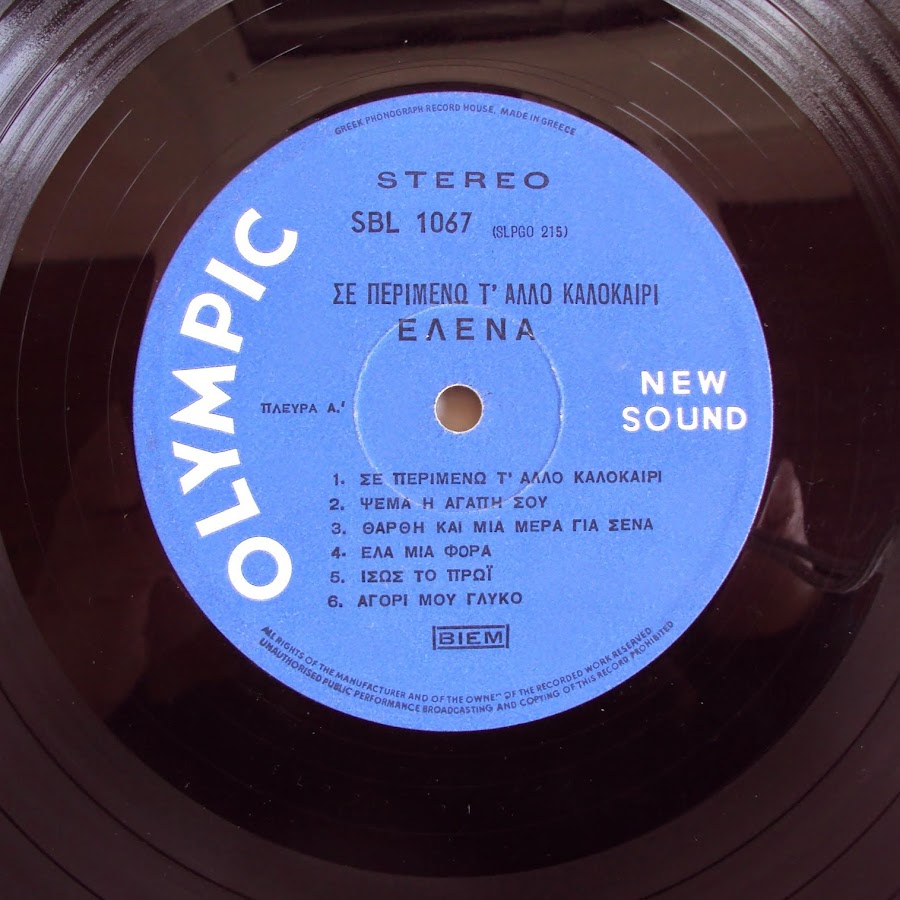 GREEK PHONOGRAPH RECORD HOUSE. MADE IN GREECE
STEREO
SBL 1067 (SLPGO 215)
ΣΕ ΠΕΡΙΜΕΝΩ Τ' ΑΛΛΟ ΚΑΛΟΚΑΙΡΙ
ΕΛΕΝΑ
OLYMPIC
NEW
SOUND
ΠΛΕΥΡΑ Α.'
1. ΣΕ ΠΕΡΙΜΕΝΩ Τ' ΑΛΛΟ ΚΑΛΟΚΑΙΡΙ
2. ΨΕΜΑ Η ΑΓΑΠΗ ΣΟΥ
3. ΘΑΡΘΗ ΚΑΙ ΜΙΑ ΜΕΡΑ ΓΙΑ ΣΕΝΑ
4. ΕΛΑ ΜΙΑ ΦΟΡΑ
5. ΙΣΩΣ ΤΟ ΠΡΩΪ
6. ΑΓΟΡΙ ΜΟΥ ΓΛΥΚΟ
BIEM
ALL RIGHTS OF THE MANUFACTURER AND OF THE OWNER OF THE RECORDED WORK RESERVED
UNAUTHORISED PUBLIC PERFORMANCE BROADCASTING AND COPYING OF THIS RECORD PROHIBITED